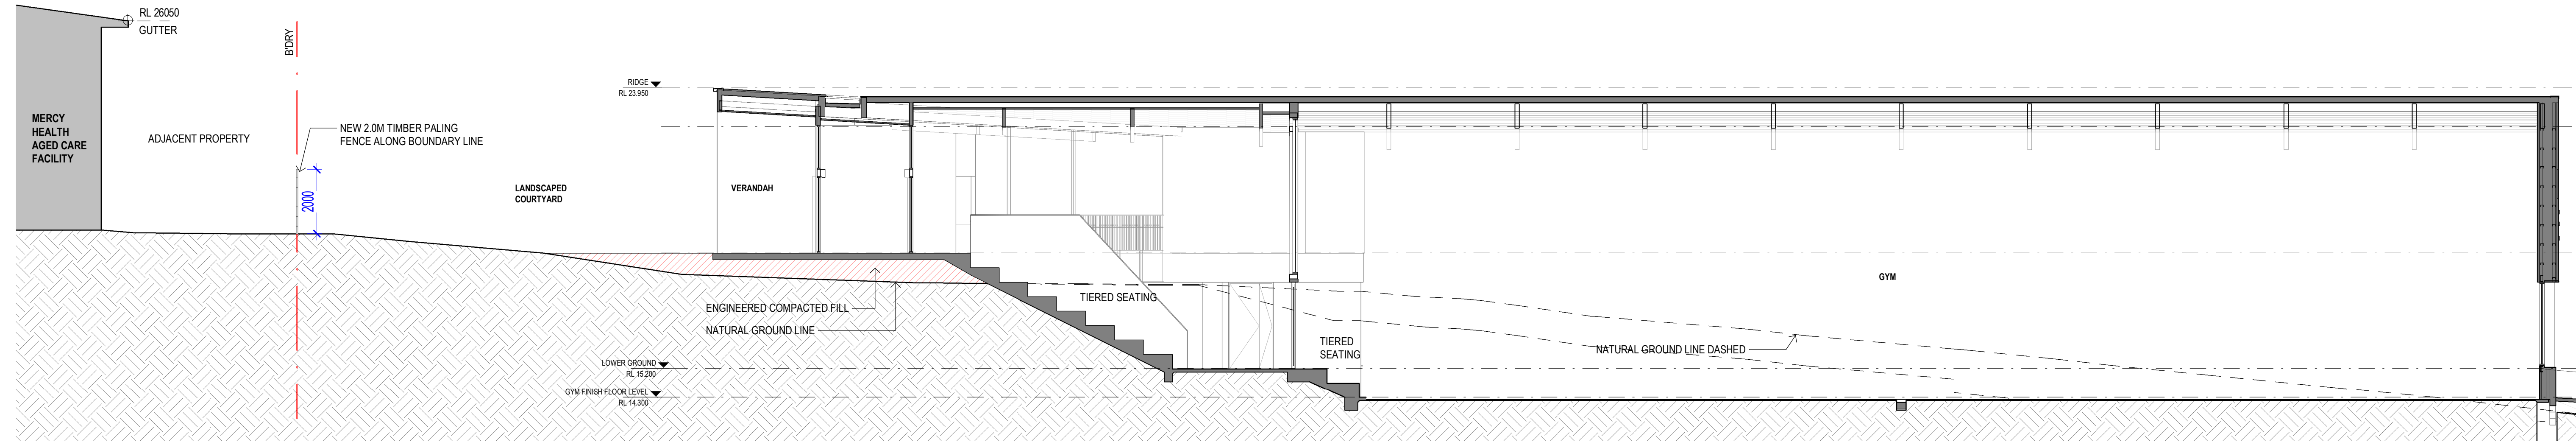 RL 26050
GUTTER
B'DRY
MERCY
HEALTH
AGED CARE
FACILITY
ADJACENT PROPERTY
NEW 2.0M TIMBER PALING
FENCE ALONG BOUNDARY LINE
2000
LANDSCAPED
COURTYARD
RIDGE
RL 23.950
VERANDAH
ENGINEERED COMPACTED FILL
NATURAL GROUND LINE
TIERED SEATING
LOWER GROUND
RL 15.200
GYM FINISH FLOOR LEVEL
RL 14.300
TIERED
SEATING
GYM
NATURAL GROUND LINE DASHED